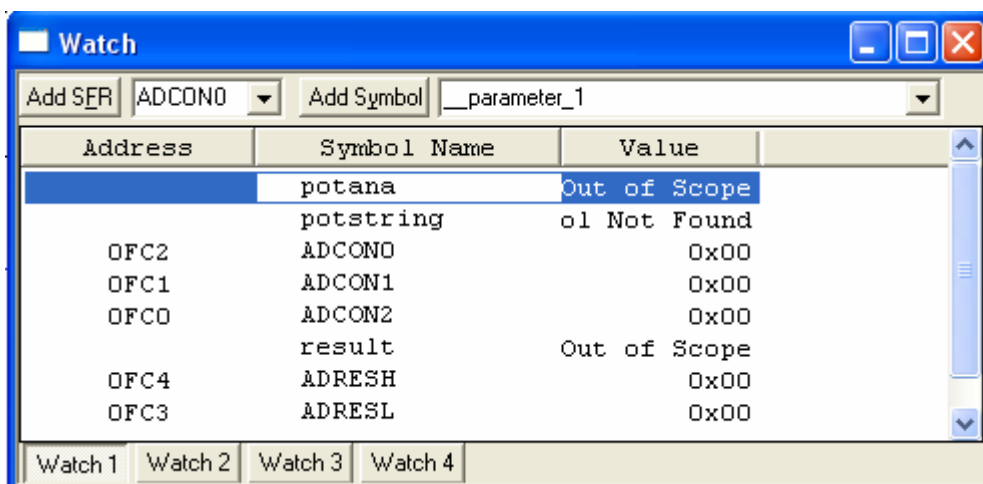 Watch
Add SFR ADCON0 Add Symbol __parameter_1
Address Symbol Name Value
potana Out of Scope
potstring ol Not Found
0FC2 ADCON0 0x00
0FC1 ADCON1 0x00
0FC0 ADCON2 0x00
result Out of Scope
0FC4 ADRESH 0x00
0FC3 ADRESL 0x00
Watch 1 Watch 2 Watch 3 Watch 4